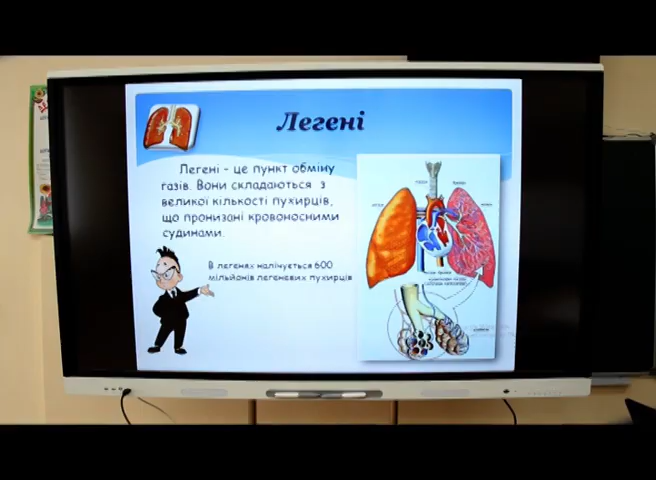 Легені
Легені - це пункт обміну
газів. Вони складаються з
великої кількості пухирців,
що пронизані кровоносними
судинами.
В легенях налічується 600
мільйонів легеневих пухирців